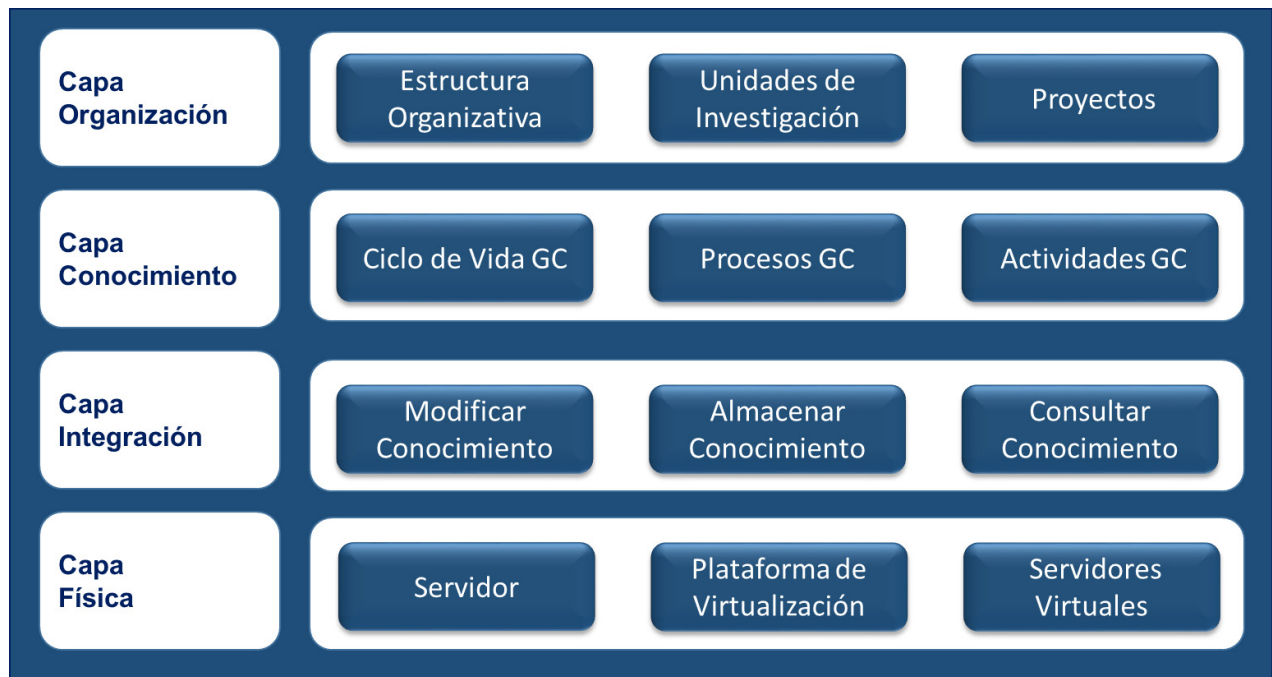 Capa
Organización
Estructura
Organizativa
Unidades de
Investigación
Proyectos
Capa
Conocimiento
Ciclo de Vida GC
Procesos GC
Actividades GC
Capa
Integración
Modificar
Conocimiento
Almacenar
Conocimiento
Consultar
Conocimiento
Capa
Física
Servidor
Plataforma de
Virtualización
Servidores
Virtuales